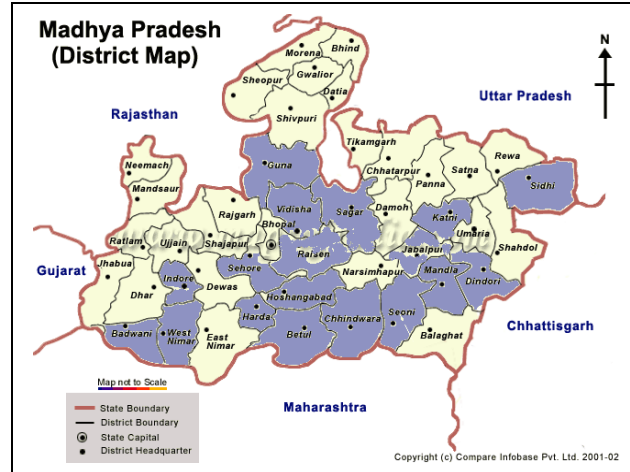 Madhya Pradesh
(District Map)
N
Bhind
Morena
Gwalior
Sheopur
Datia
Shivpuri
Uttar Pradesh
Rajasthan
Tikamgarh
Chhatarpur
Rewa
Satna
Panna
Sidhi
Guna
Neemach
Mandsaur
Vidisha
Sagar
Damoh
Katni
Rajgarh
Bhopal
Umaria
Shahdol
Ratlam
Ujjain
Shajapur
Raisen
Jabalpur
Gujarat
Jhabua
Indore
Sehore
Narsimhapur
Mandla
Dindori
Dhar
Dewas
Hoshangabad
Chhattisgarh
Harda
Seoni
Badwani
West
Nimar
East
Nimar
Betul
Chhindwara
Balaghat
Map not to Scale
Maharashtra
State Boundary
District Boundary
State Capital
District Headquarter
Copyright (c) Compare Infobase Pvt. Ltd. 2001-02